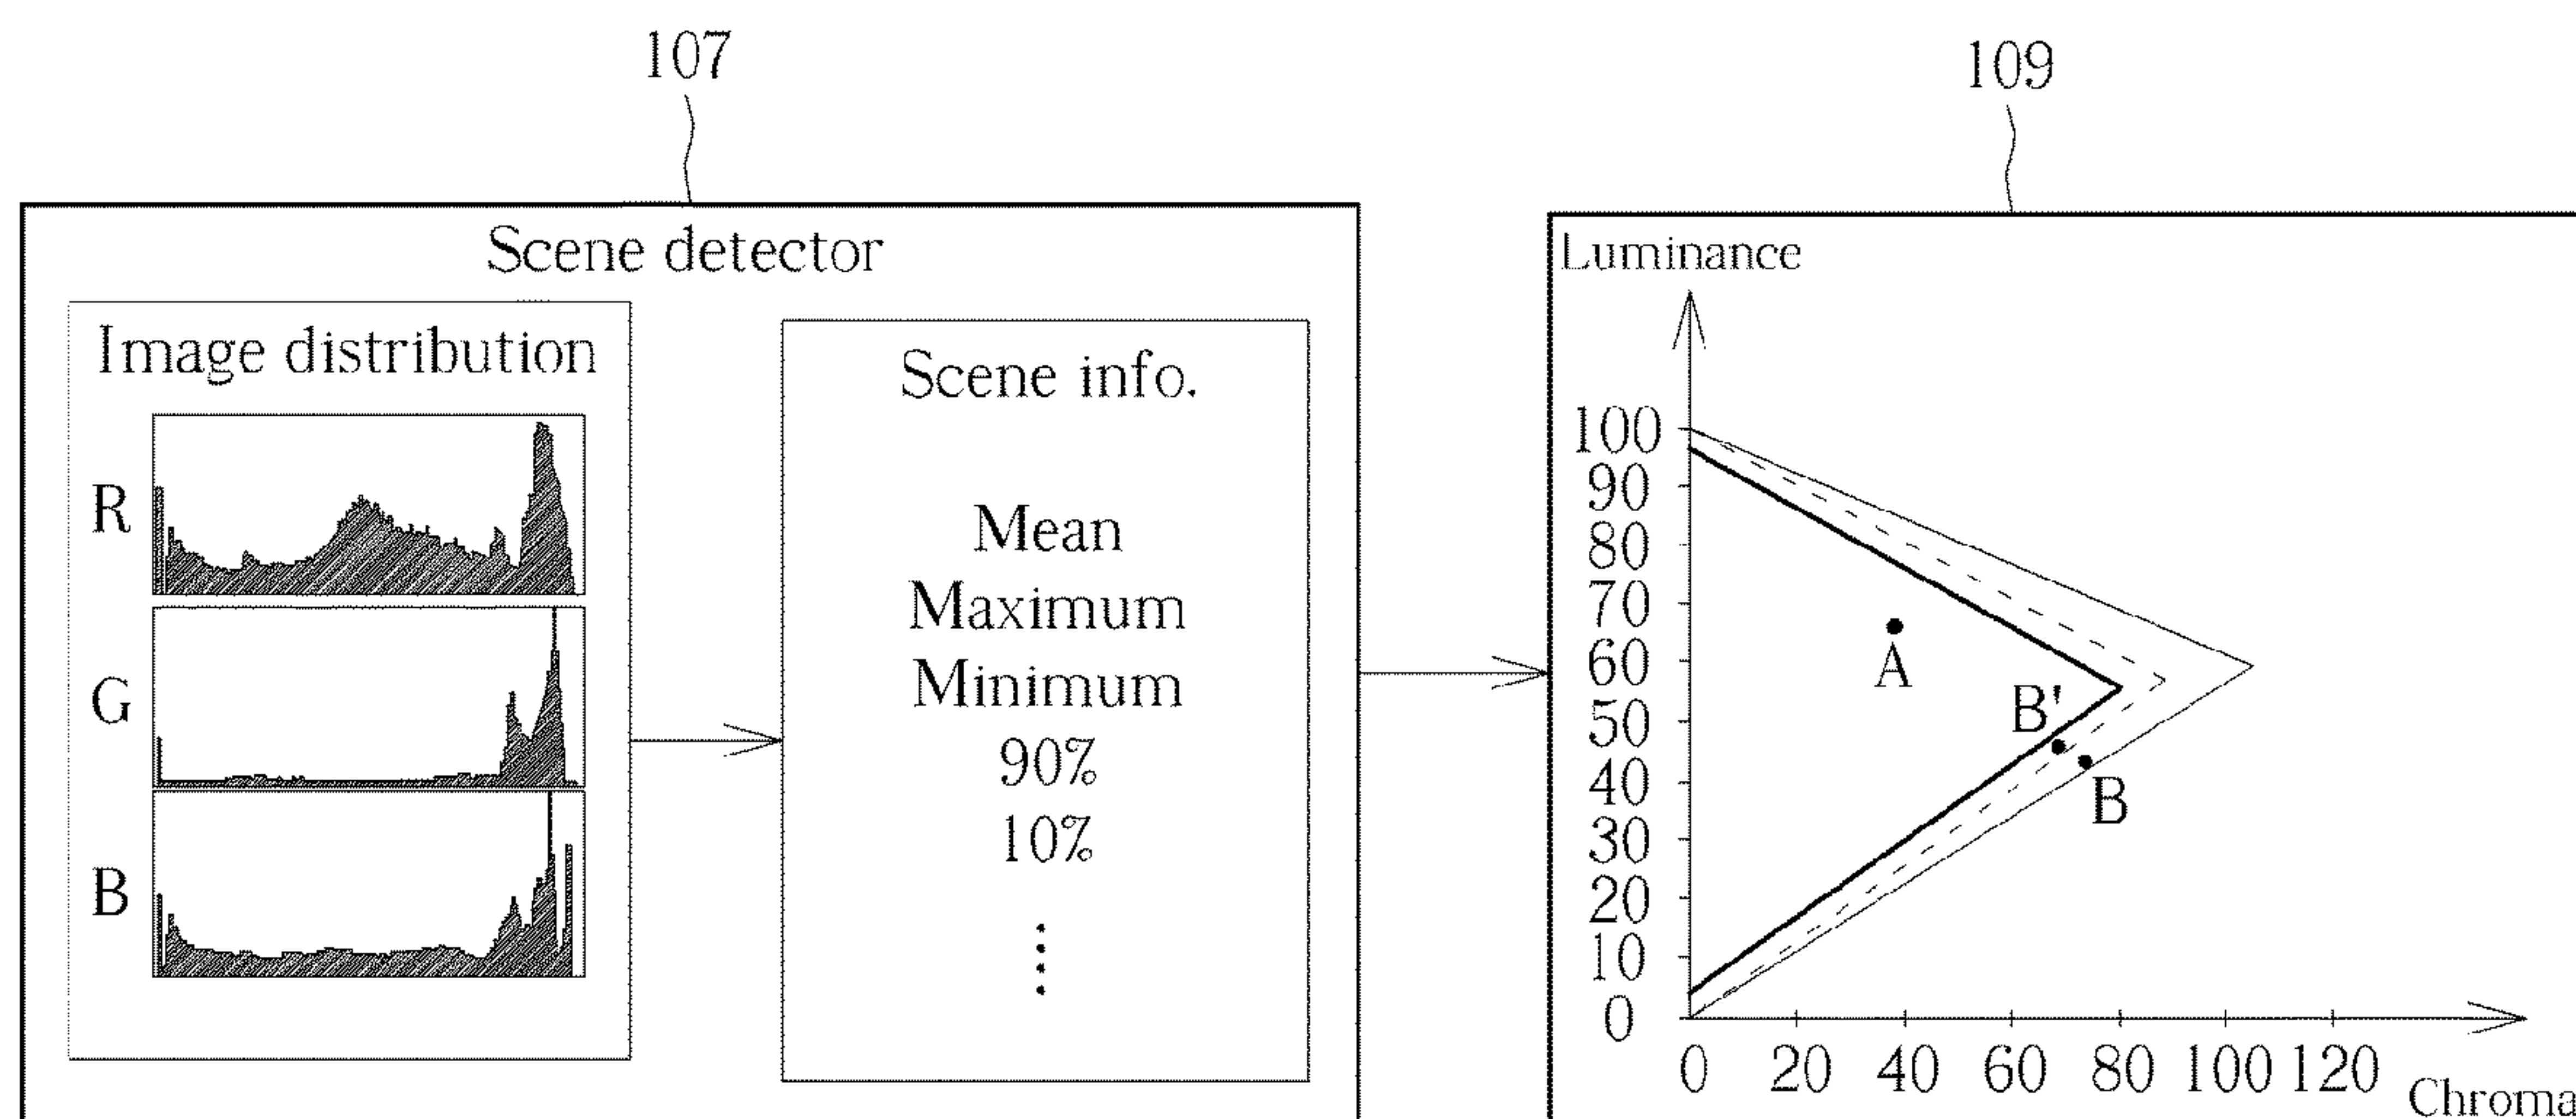 107
109
Scene detector
Image distribution
R
G
B
Scene info.
Mean
Maximum
Minimum
90%
10%
Luminance
100
90
80
70
60
50
40
30
20
10
0
A
B'
B
0 20 40 60 80 100 120
Chroma